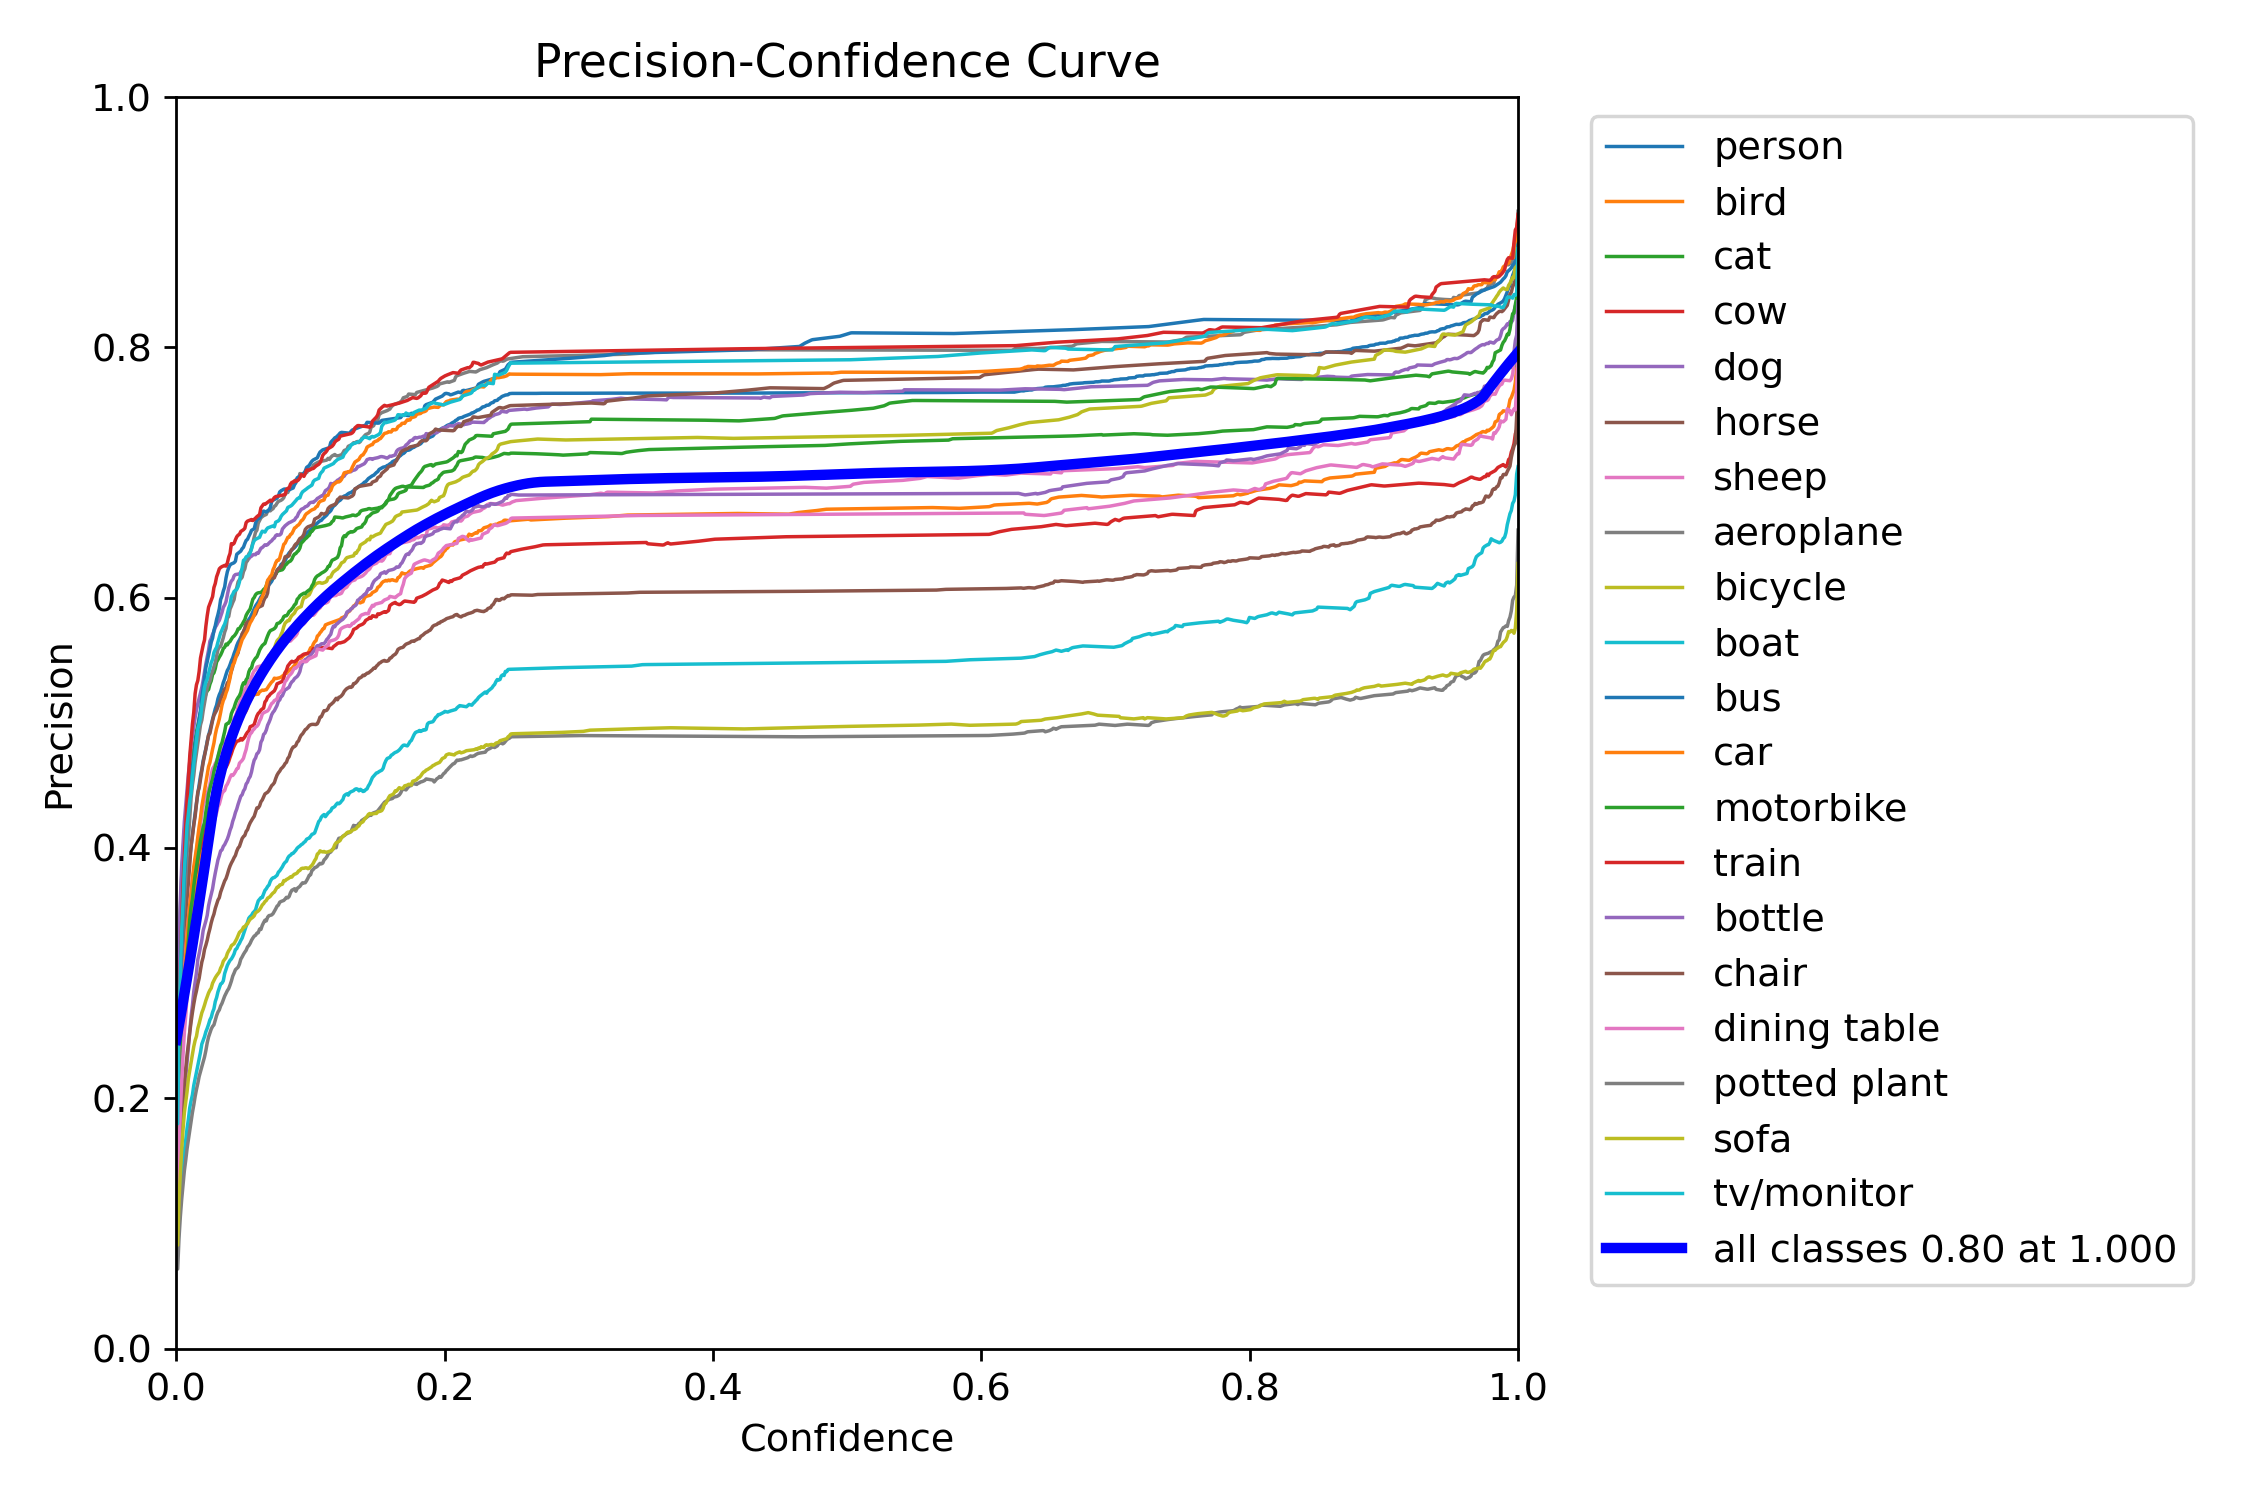 Precision-Confidence Curve
1.0
0.8
0.6
0.4
0.2
0.0
Precision
0.0 0.2 0.4 0.6 0.8 1.0
Confidence
person
bird
cat
cow
dog
horse
sheep
aeroplane
bicycle
boat
bus
car
motorbike
train
bottle
chair
dining table
potted plant
sofa
tv/monitor
all classes 0.80 at 1.000